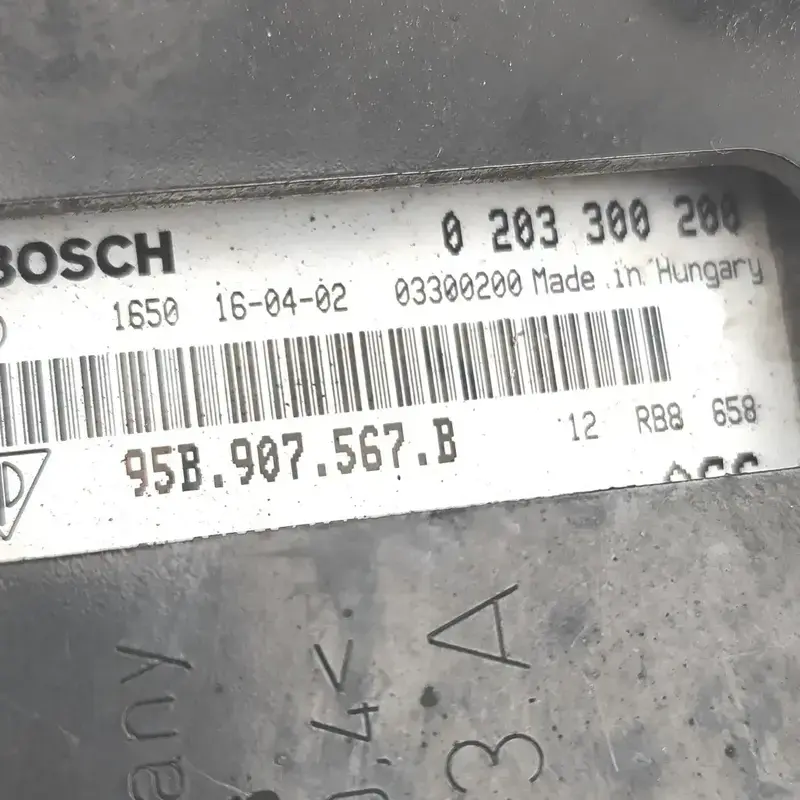 BOSCH 0 203 300 200
1650 16-04-02 03300200 Made in Hungary
12 RB8 658
95B.907.567.B
3 A